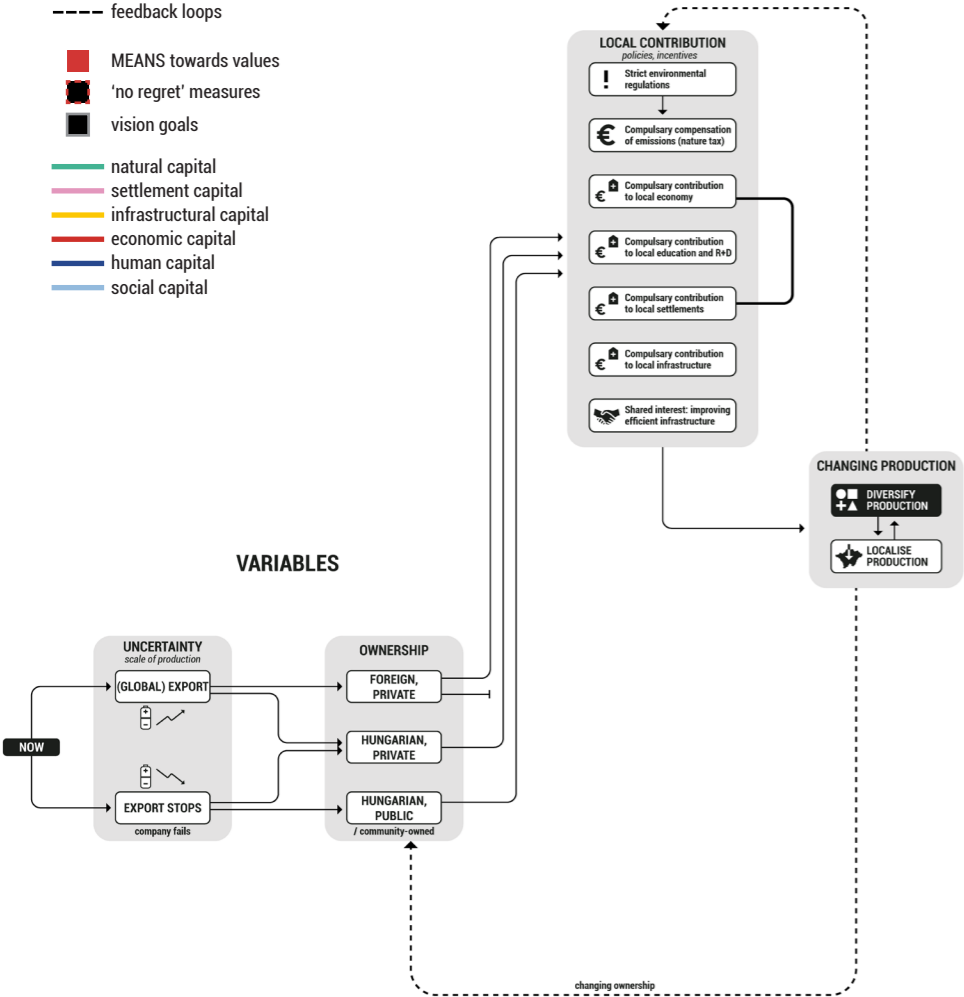 feedback loops
MEANS towards values
'no regret' measures
vision goals
natural capital
settlement capital
infrastructural capital
economic capital
human capital
social capital
LOCAL CONTRIBUTION
policies, incentives
! Strict environmental
regulations
€ Compulsary compensation
of emissions (nature tax)
€ Compulsary contribution
to local economy
€ Compulsary contribution
to local education and R+D
€ Compulsary contribution
to local settlements
€ Compulsary contribution
to local infrastructure
Shared interest: improving
efficient infrastructure
CHANGING PRODUCTION
DIVERSIFY
PRODUCTION
LOCALISE
PRODUCTION
VARIABLES
UNCERTAINTY
scale of production
(GLOBAL) EXPORT
NOW
EXPORT STOPS
company fails
OWNERSHIP
FOREIGN,
PRIVATE
HUNGARIAN,
PRIVATE
HUNGARIAN,
PUBLIC
/ community-owned
changing ownership